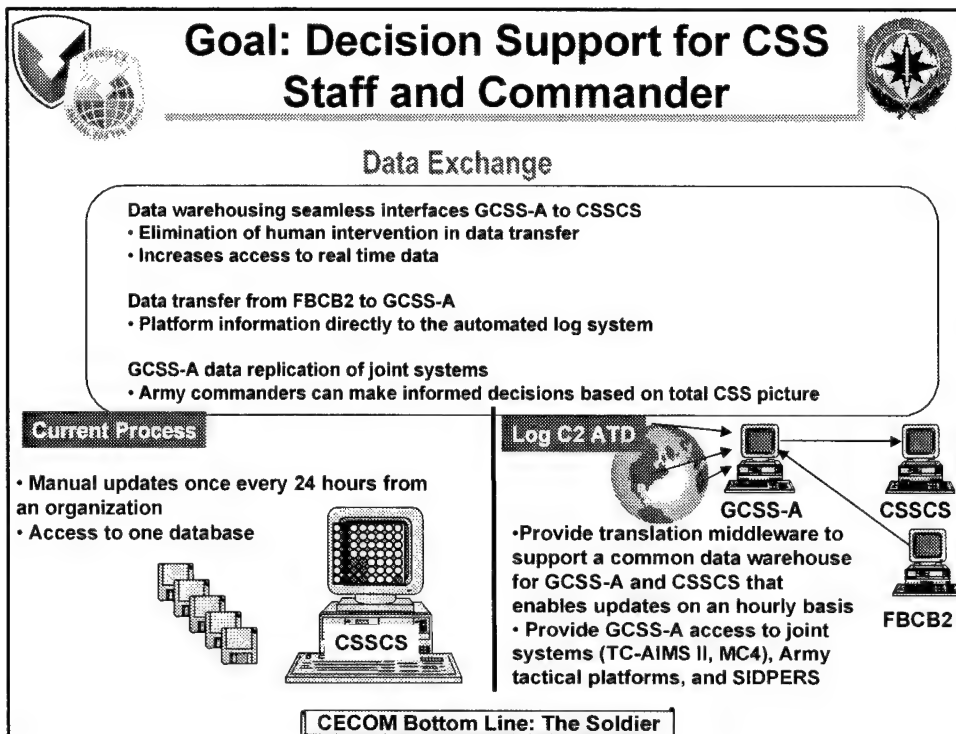 Goal: Decision Support for CSS
Staff and Commander
Data Exchange
Data warehousing seamless interfaces GCSS-A to CSSCS
• Elimination of human intervention in data transfer
• Increases access to real time data
Data transfer from FBCB2 to GCSS-A
• Platform information directly to the automated log system
GCSS-A data replication of joint systems
• Army commanders can make informed decisions based on total CSS picture
Current Process
• Manual updates once every 24 hours from
an organization
• Access to one database
CSSCS
Log C2 ATD
GCSS-A
CSSCS
FBCB2
•Provide translation middleware to
support a common data warehouse
for GCSS-A and CSSCS that
enables updates on an hourly basis
• Provide GCSS-A access to joint
systems (TC-AIMS II, MC4), Army
tactical platforms, and SIDPERS
CECOM Bottom Line: The Soldier